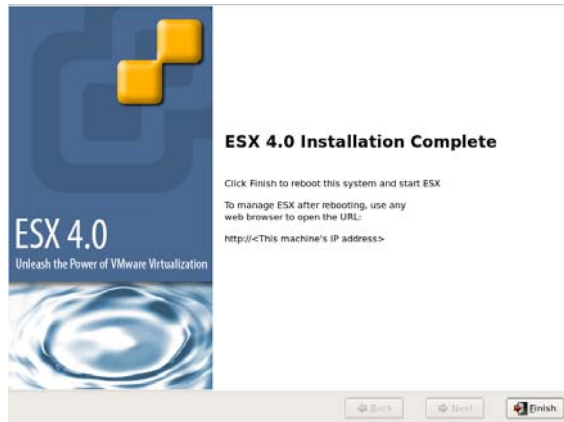 ESX 4.0
Unleash the Power of VMware Virtualization
ESX 4.0 Installation Complete
Click Finish to reboot this system and start ESX
To manage ESX after rebooting, use any
web browser to open the URL:
http://<This machine's IP address>
Back
Next
Finish